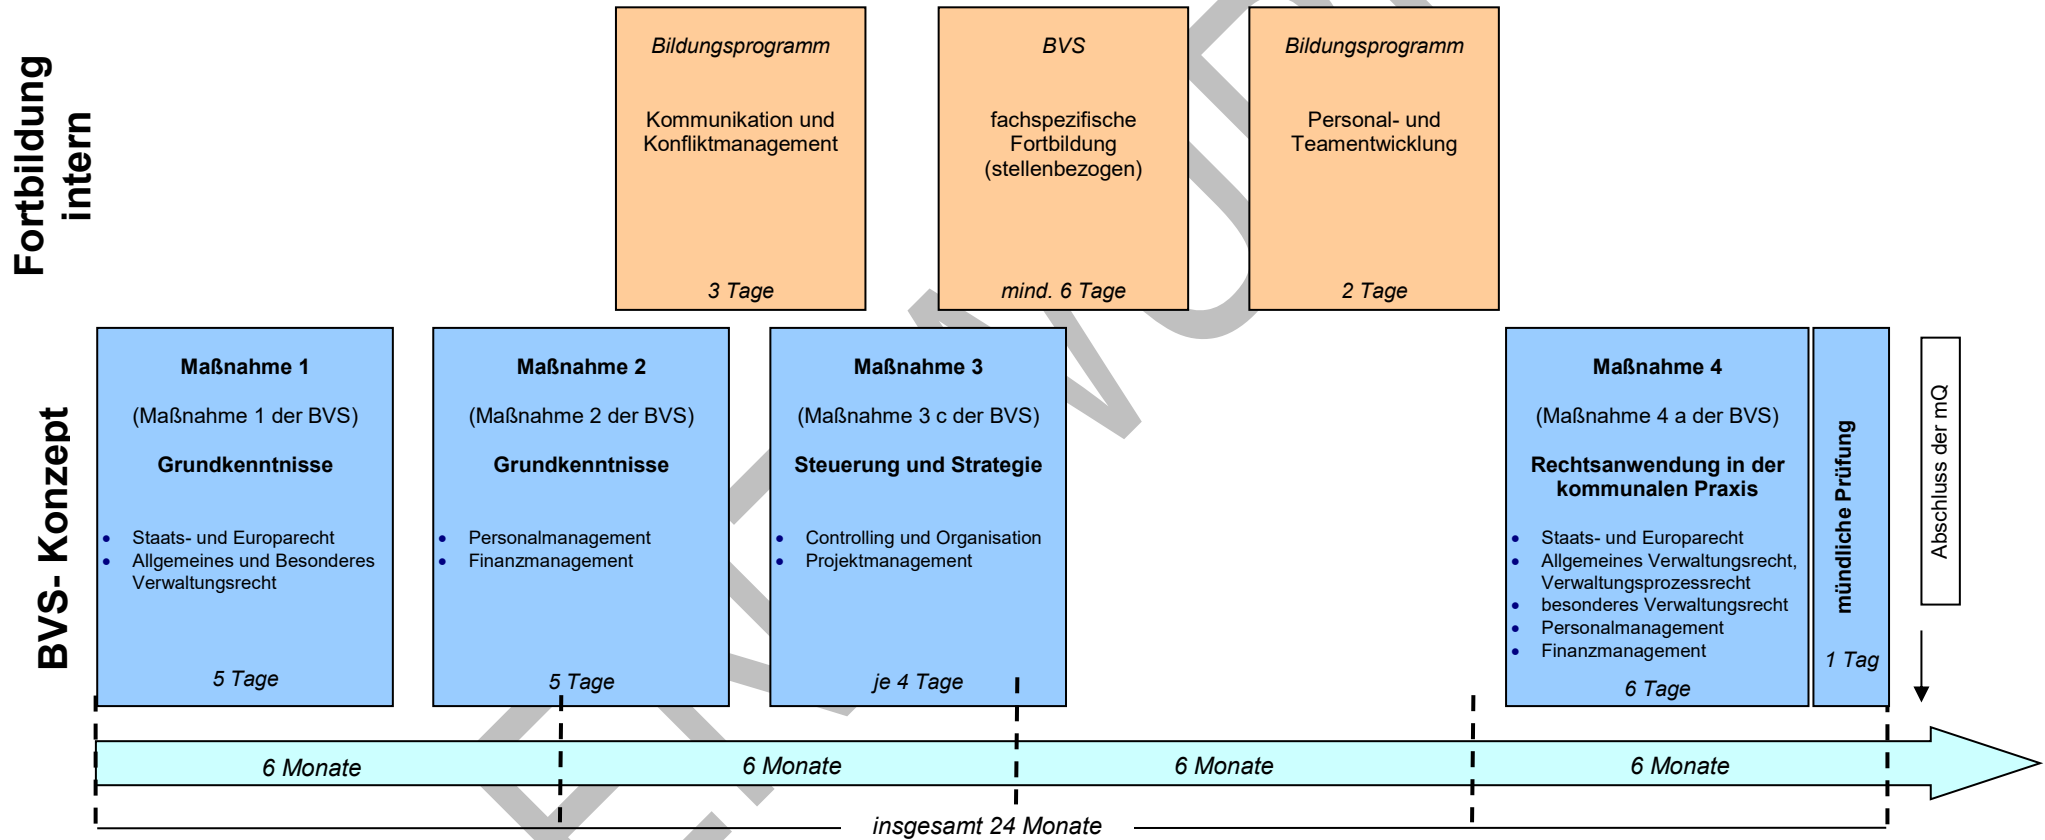 Fortbildung
intern
Bildungsprogramm
Kommunikation und
Konfliktmanagement
3 Tage
BVS
fachspezifische
Fortbildung
(stellenbezogen)
mind. 6 Tage
Bildungsprogramm
Personal- und
Teamentwicklung
2 Tage
BVS- Konzept
Maßnahme 1
(Maßnahme 1 der BVS)
Grundkenntnisse
• Staats- und Europarecht
• Allgemeines und Besonderes
Verwaltungsrecht
5 Tage
Maßnahme 2
(Maßnahme 2 der BVS)
Grundkenntnisse
• Personalmanagement
• Finanzmanagement
5 Tage
Maßnahme 3
(Maßnahme 3 c der BVS)
Steuerung und Strategie
• Controlling und Organisation
• Projektmanagement
je 4 Tage
Maßnahme 4
(Maßnahme 4 a der BVS)
Rechtsanwendung in der
kommunalen Praxis
• Staats- und Europarecht
• Allgemeines Verwaltungsrecht,
Verwaltungsprozessrecht
• besonderes Verwaltungsrecht
• Personalmanagement
• Finanzmanagement
6 Tage
mündliche Prüfung
1 Tag
Abschluss der mQ
6 Monate
6 Monate
6 Monate
6 Monate
insgesamt 24 Monate